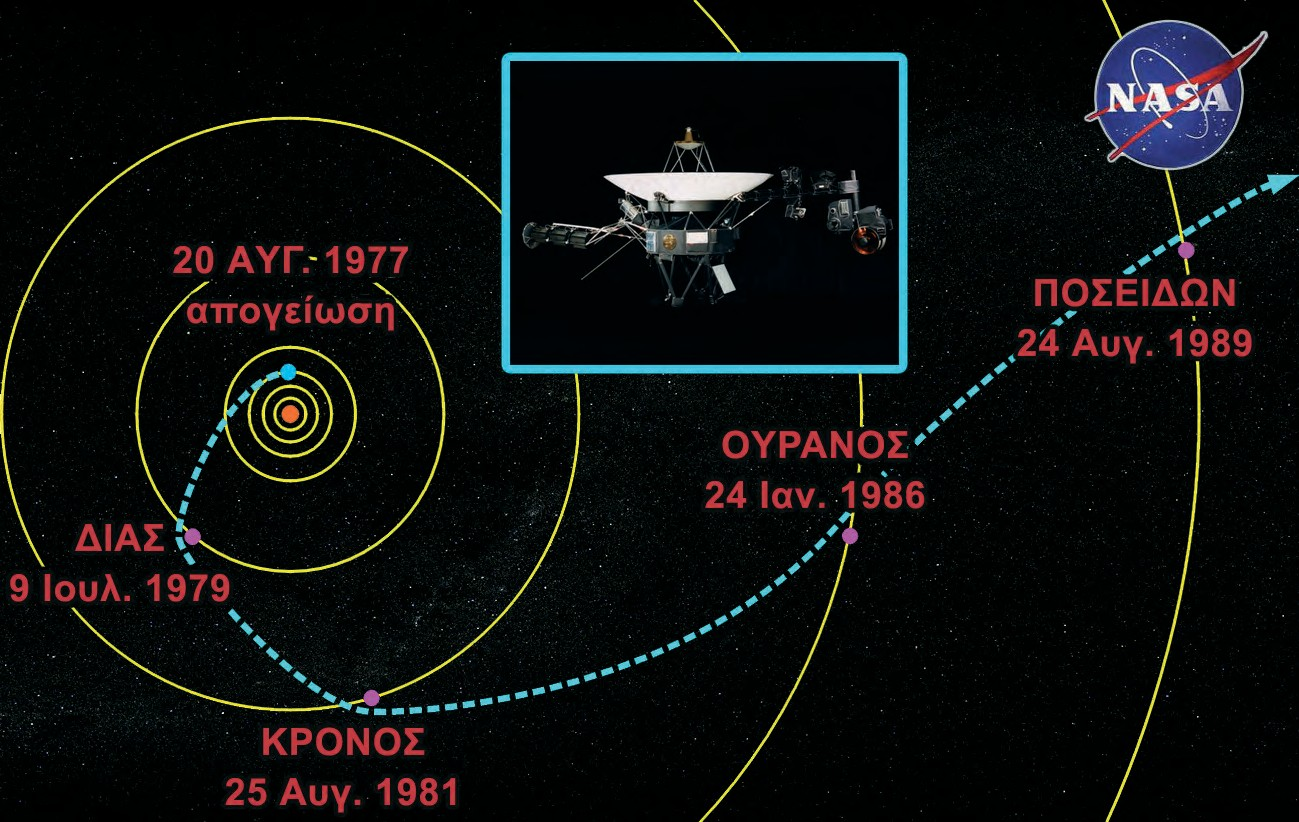 NASA
20 ΑΥΓ. 1977
απογείωση
ΠΟΣΕΙΔΩΝ
24 Αυγ. 1989
ΟΥΡΑΝΟΣ
24 Ιαν. 1986
ΔΙΑΣ
9 Ιουλ. 1979
ΚΡΟΝΟΣ
25 Αυγ. 1981